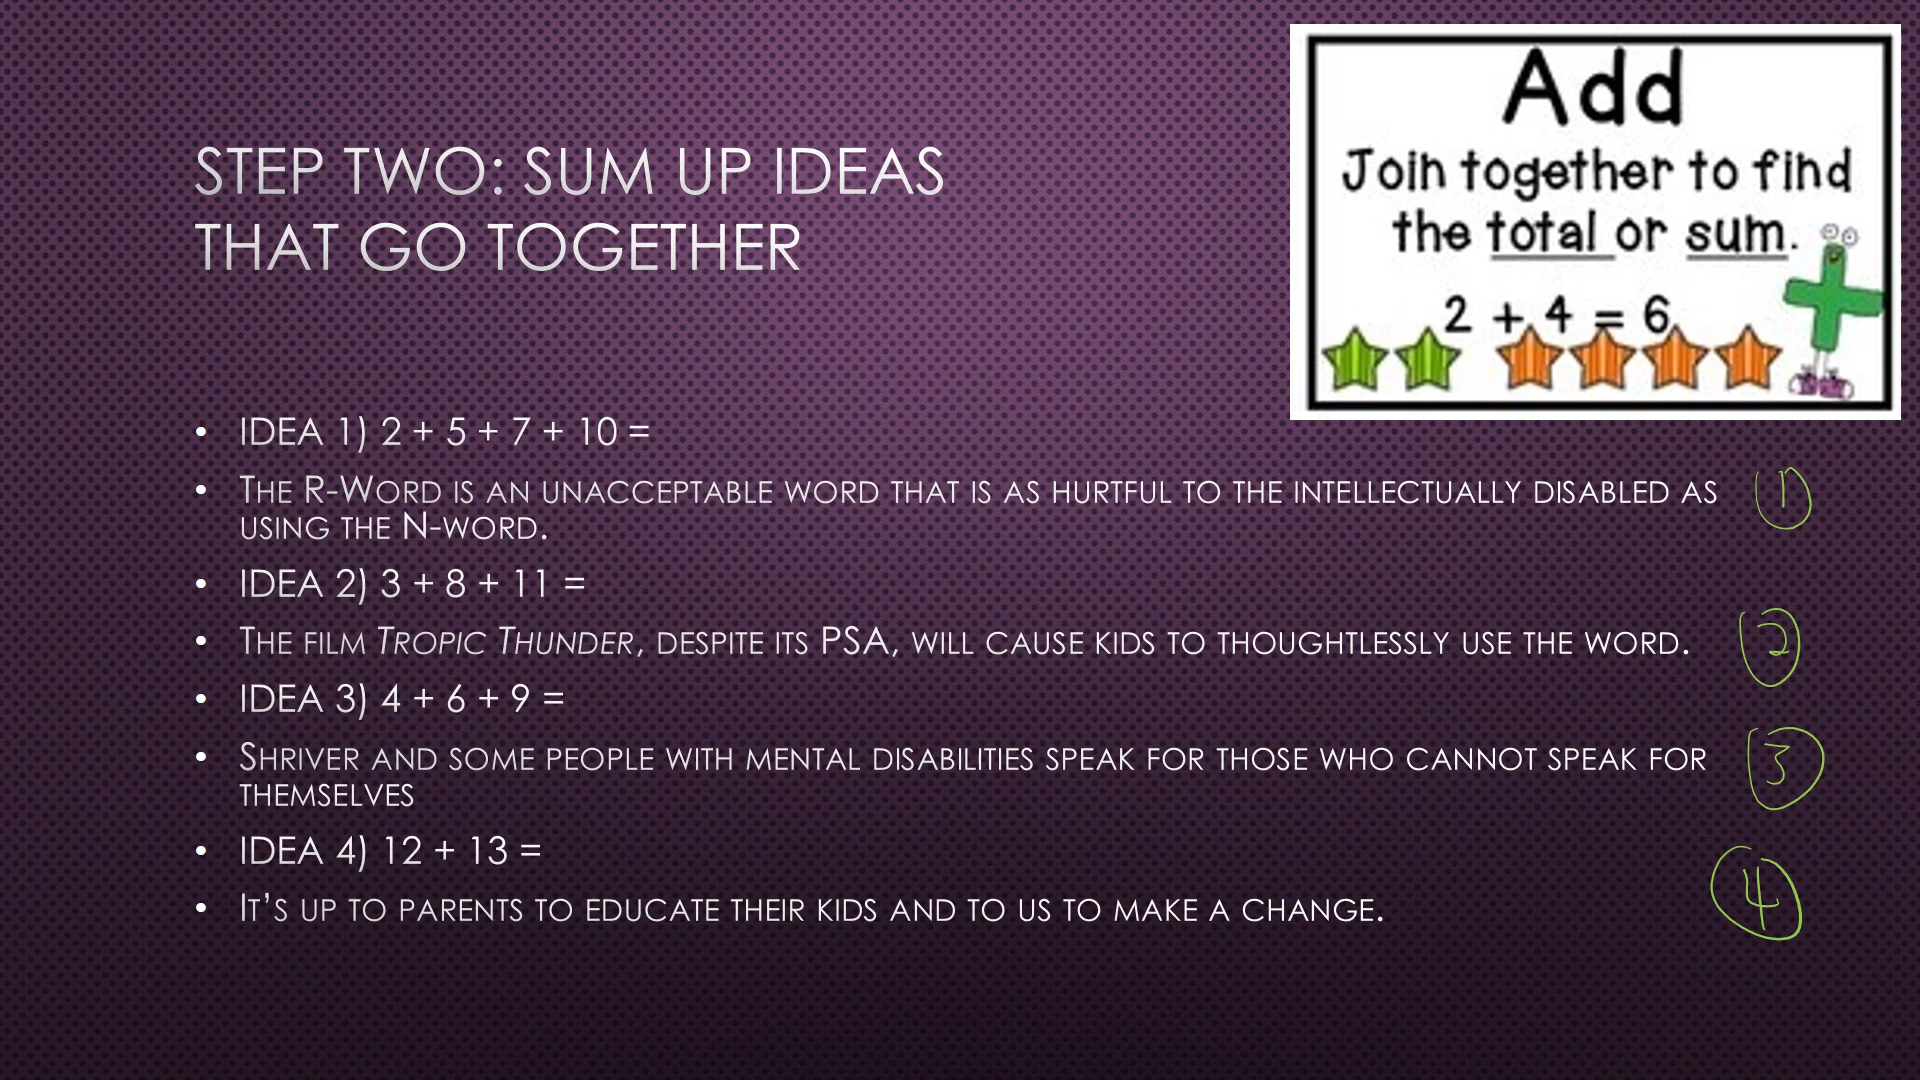 STEP TWO: SUM UP IDEAS
THAT GO TOGETHER
Add
Join together to find
the total or sum.
2 + 4 = 6
• IDEA 1) 2 + 5 + 7 + 10 =
• The R-Word is an unacceptable word that is as hurtful to the intellectually disabled as
using the N-word.
1
• IDEA 2) 3 + 8 + 11 =
• The film Tropic Thunder, despite its PSA, will cause kids to thoughtlessly use the word.
2
• IDEA 3) 4 + 6 + 9 =
• Shriver and some people with mental disabilities speak for those who cannot speak for
themselves
3
• IDEA 4) 12 + 13 =
• It's up to parents to educate their kids and to us to make a change.
4